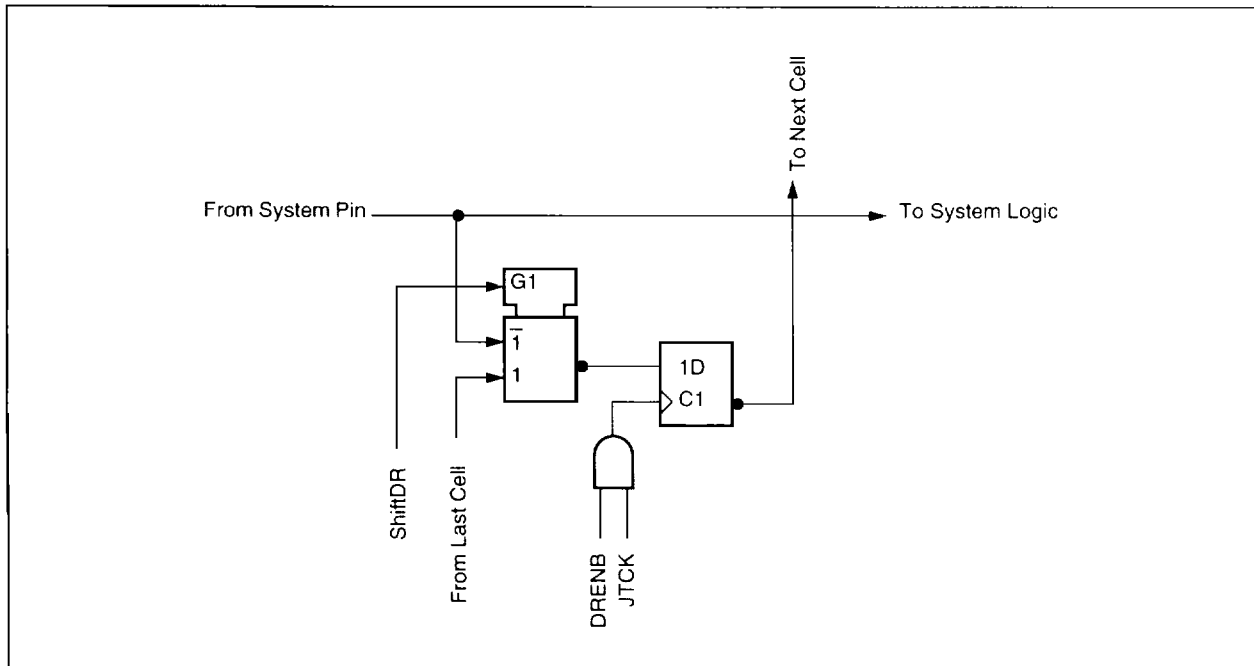 To Next Cell
From System Pin
To System Logic
G1
1̅
1
1D
C1
ShiftDR
From Last Cell
DRENB
JTCK